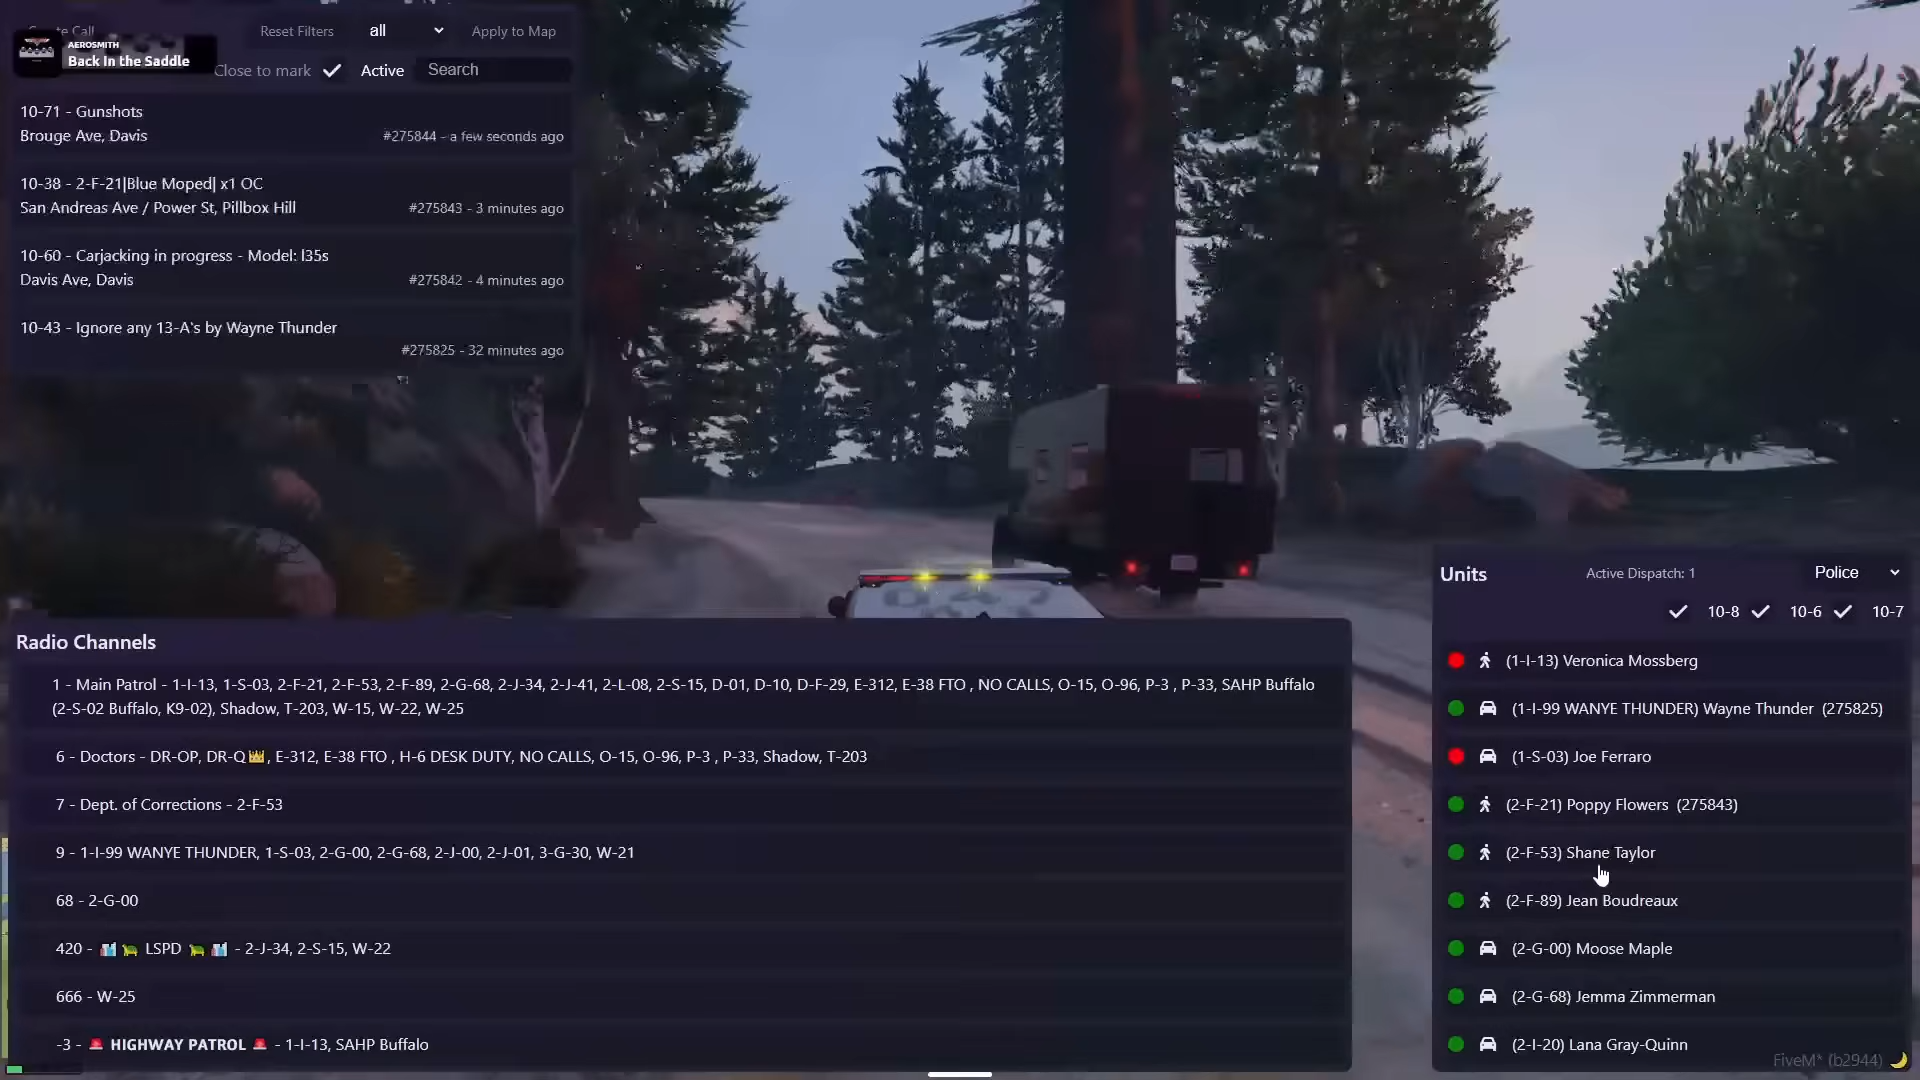 Call
Reset Filters
all
Apply to Map
AEROSMITH
Back In the Saddle
Close to mark
Active
Search
10-71 - Gunshots
Brouge Ave, Davis
#275844 - a few seconds ago
10-38 - 2-F-21|Blue Moped| x1 OC
San Andreas Ave / Power St, Pillbox Hill
#275843 - 3 minutes ago
10-60 - Carjacking in progress - Model: l35s
Davis Ave, Davis
#275842 - 4 minutes ago
10-43 - Ignore any 13-A's by Wayne Thunder
#275825 - 32 minutes ago
Radio Channels
1 - Main Patrol - 1-I-13, 1-S-03, 2-F-21, 2-F-53, 2-F-89, 2-G-68, 2-J-34, 2-J-41, 2-L-08, 2-S-15, D-01, D-10, D-F-29, E-312, E-38 FTO , NO CALLS, O-15, O-96, P-3 , P-33, SAHP Buffalo
(2-S-02 Buffalo, K9-02), Shadow, T-203, W-15, W-22, W-25
6 - Doctors - DR-OP, DR-Q👑, E-312, E-38 FTO , H-6 DESK DUTY, NO CALLS, O-15, O-96, P-3 , P-33, Shadow, T-203
7 - Dept. of Corrections - 2-F-53
9 - 1-I-99 WANYE THUNDER, 1-S-03, 2-G-00, 2-G-68, 2-J-00, 2-J-01, 3-G-30, W-21
68 - 2-G-00
420 - LSPD - 2-J-34, 2-S-15, W-22
666 - W-25
-3 - 🚨 HIGHWAY PATROL 🚨 - 1-I-13, SAHP Buffalo
Units
Active Dispatch: 1
Police
10-8
10-6
10-7
(1-I-13) Veronica Mossberg
(1-I-99 WANYE THUNDER) Wayne Thunder (275825)
(1-S-03) Joe Ferraro
(2-F-21) Poppy Flowers (275843)
(2-F-53) Shane Taylor
(2-F-89) Jean Boudreaux
(2-G-00) Moose Maple
(2-G-68) Jemma Zimmerman
(2-I-20) Lana Gray-Quinn
FiveM* (b2944) 🌙